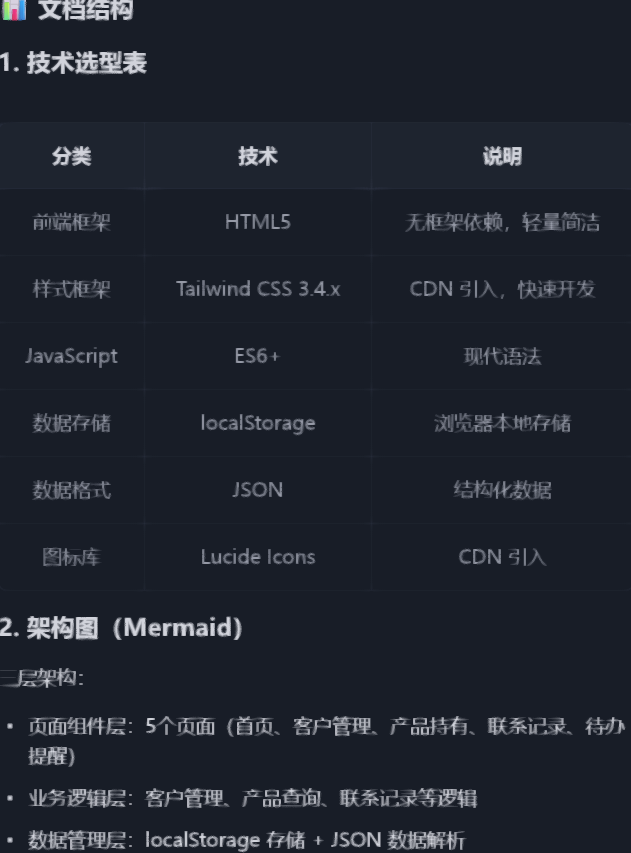 📊 文档结构
1. 技术选型表
分类 技术 说明
前端框架 HTML5 无框架依赖，轻量简洁
样式框架 Tailwind CSS 3.4.x CDN 引入，快速开发
JavaScript ES6+ 现代语法
数据存储 localStorage 浏览器本地存储
数据格式 JSON 结构化数据
图标库 Lucide Icons CDN 引入
2. 架构图（Mermaid）
三层架构：
• 页面组件层：5个页面（首页、客户管理、产品持有、联系记录、待办
提醒）
• 业务逻辑层：客户管理、产品查询、联系记录等逻辑
• 数据管理层：localStorage 存储 + JSON 数据解析